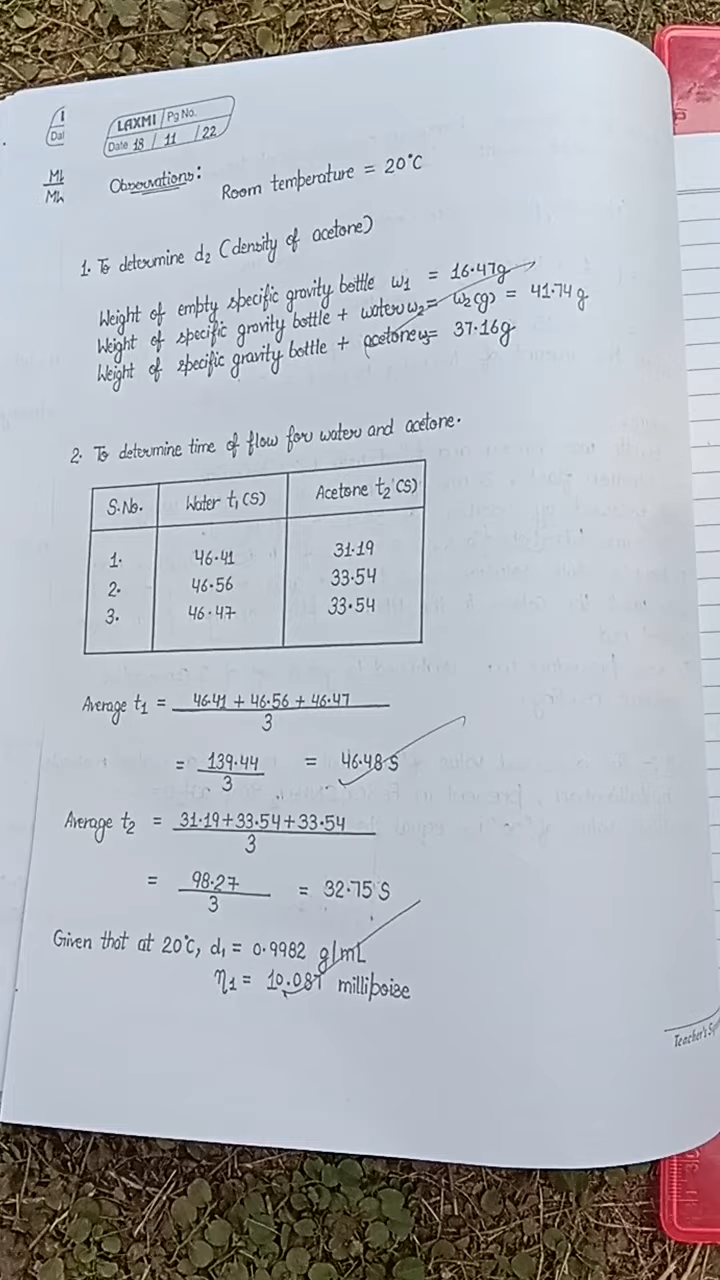 LAXMI Pg No.
Date 18 / 11 / 22
Observations:
Room temperature = 20°C
1. To determine d₂ (density of acetone)
Weight of empty specific gravity bottle w₁ = 16.47g
Weight of specific gravity bottle + water w₂ = w₂(g) = 41.74 g
Weight of specific gravity bottle + acetone = 37.16g
2. To determine time of flow for water and acetone.
S.No. Water t₁(S) Acetone t₂(S)
1. 46.41 31.19
2. 46.56 33.54
3. 46.47 33.54
Average t₁ = 46.41 + 46.56 + 46.47
3
= 139.44 = 46.48 S
3
Average t₂ = 31.19+33.54+33.54
3
= 98.27 = 32.75 S
3
Given that at 20°C, d₁ = 0.9982 g/mL
η₁ = 10.087 millipoise
Teacher's